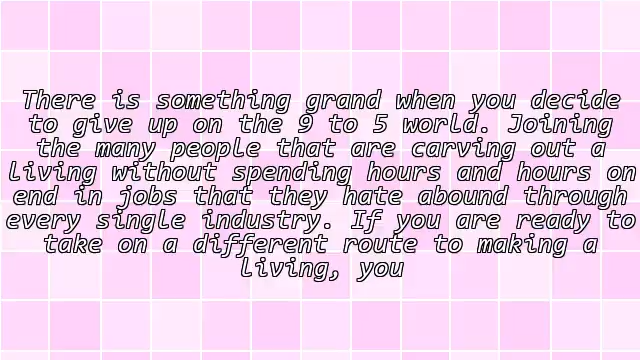 There is something grand when you decide
to give up on the 9 to 5 world. Joining
the many people that are carving out a
living without spending hours and hours on
end in jobs that they hate abound through
every single industry. If you are ready to
take on a different route to making a
living, you